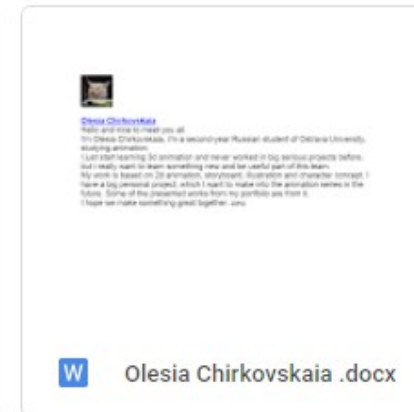 Olesia Chirkovskaia
Hello and nice to meet you all.
I'm Olesia Chirkovskaia. I'm a second-year Russian student of Ostrava University,
studying animation.
I just start learning 3d animation and never worked in big serious projects before,
but I really want to learn something new and be useful part of this team.
My work is based on 2d animation, storyboard, illustration and character concept. I
have a big personal project, which I want to make into the animation series in the
future. Some of the presented works from my portfolio are from it.
I hope we make something great together.
W Olesia Chirkovskaia .docx